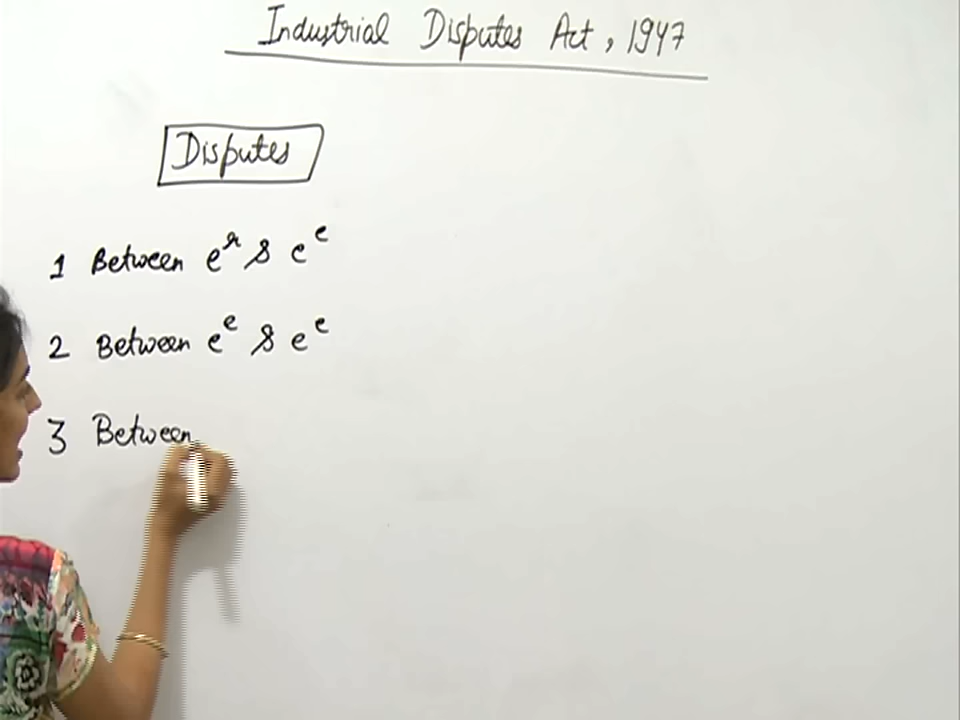 Industrial Disputes Act, 1947
Disputes
1 Between eʳ & eᵉ
2 Between eᵉ & eᵉ
3 Between